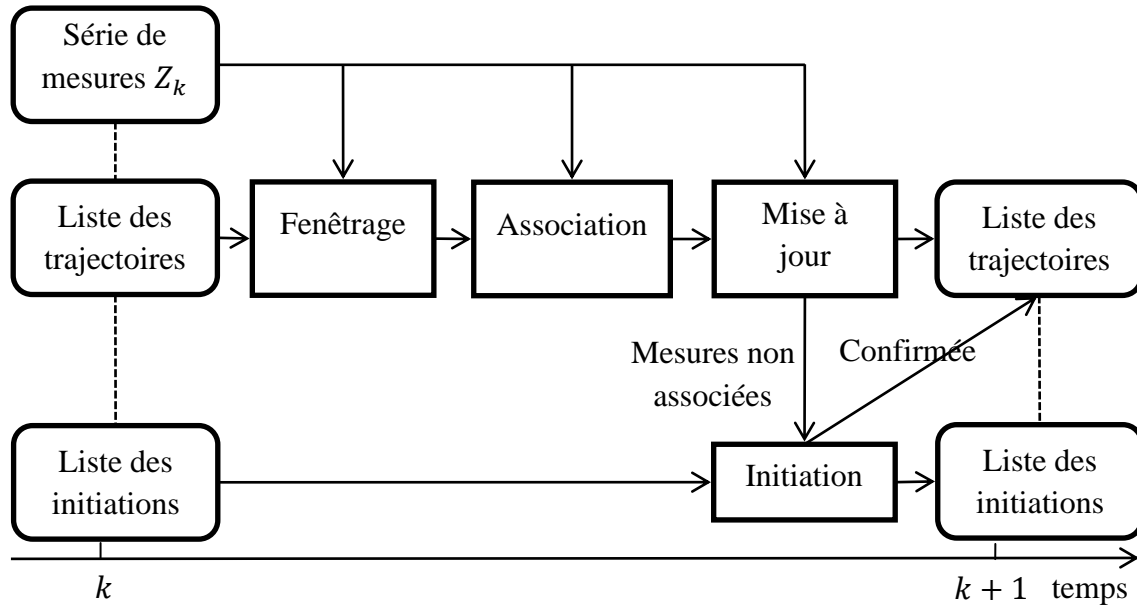 Série de
mesures Z_k
Liste des
trajectoires
Fenêtrage
Association
Mise à
jour
Liste des
trajectoires
Mesures non
associées
Confirmée
Liste des
initiations
Initiation
Liste des
initiations
k
k + 1
temps